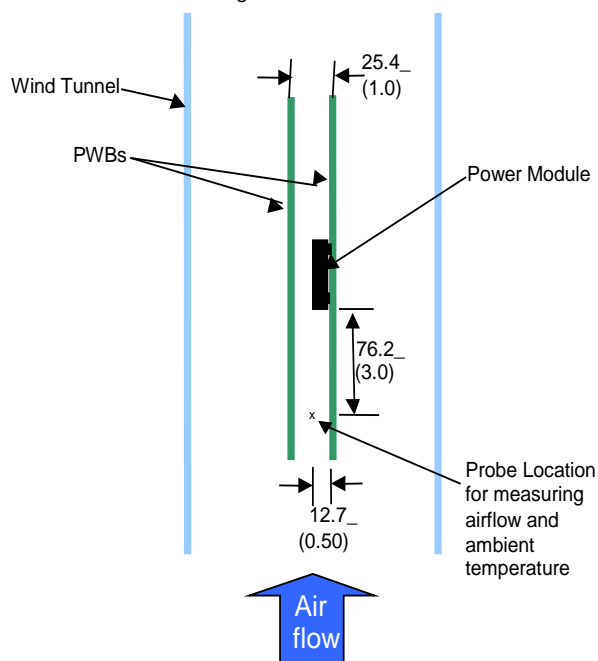 25.4_
(1.0)
Wind Tunnel
PWBs
Power Module
76.2_
(3.0)
x
Probe Location
for measuring
airflow and
ambient
temperature
12.7_
(0.50)
Air
flow